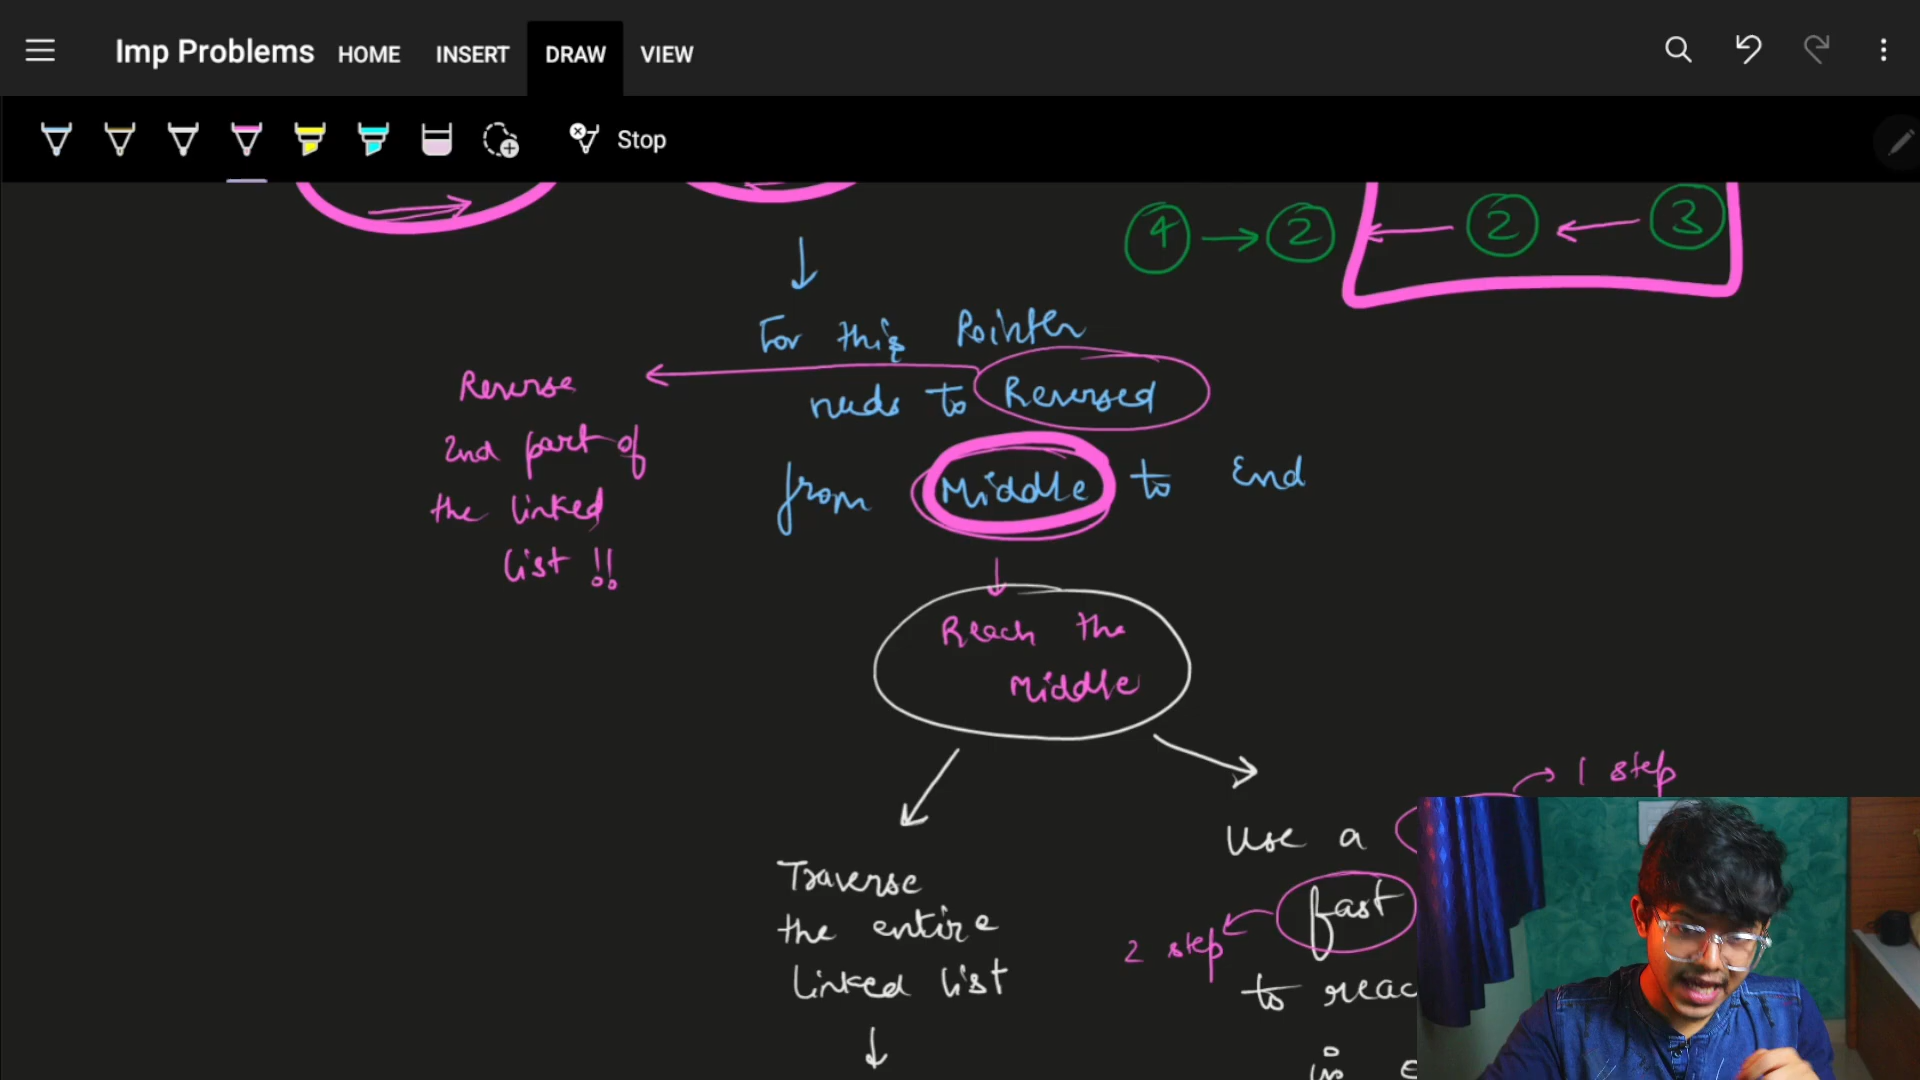 Imp Problems HOME INSERT DRAW VIEW
Stop
4 2 2 3
For this Pointer
needs to Reversed
from Middle to End
Reverse
2nd part of
the linked
list !!
Reach the
Middle
1 step
Traverse
the entire
linked list
Use a
fast
2 step
to reac
in